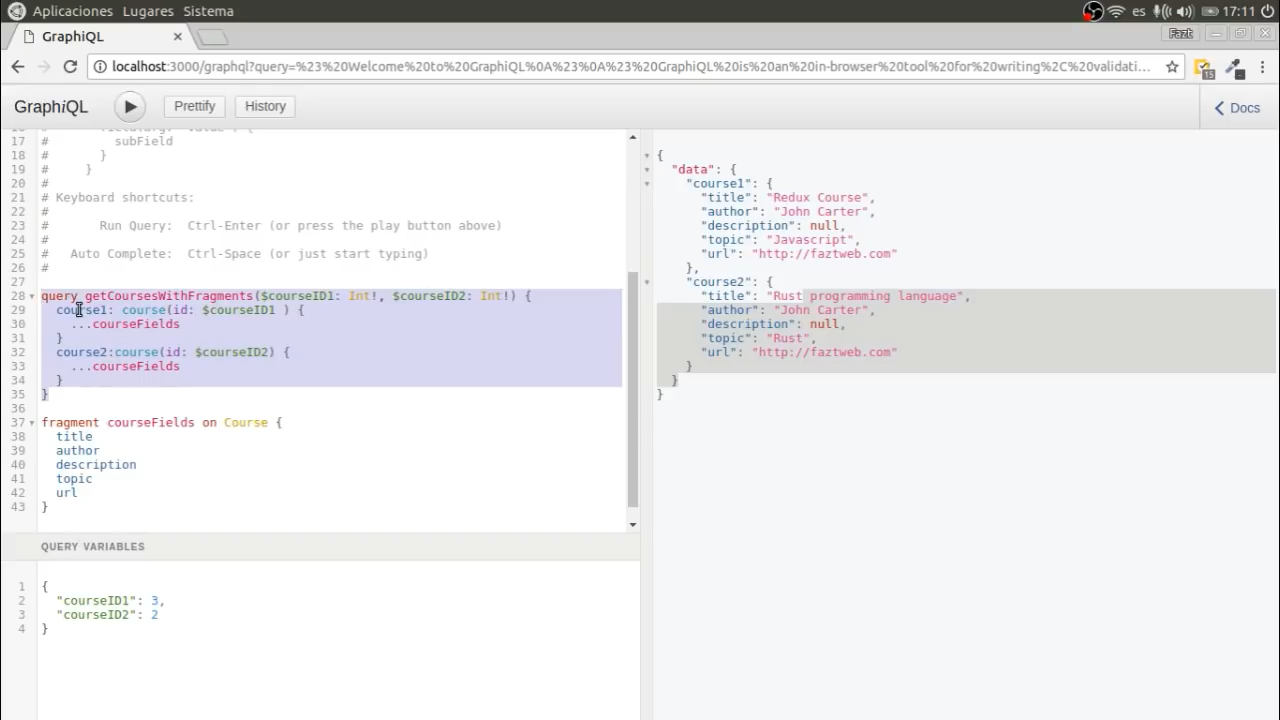 Aplicaciones Lugares Sistema es 17:11
GraphiQL Fazt
localhost:3000/graphql?query=%23%20Welcome%20to%20GraphiQL%0A%23%0A%23%20GraphiQL%20is%20an%20in-browser%20tool%20for%20writing%2C%20validati... 15
GraphiQL Prettify History Docs
17 # subField
18 # }
19 # }
20 #
21 # Keyboard shortcuts:
22 #
23 # Run Query: Ctrl-Enter (or press the play button above)
24 #
25 # Auto Complete: Ctrl-Space (or just start typing)
26 #
27
28 query getCoursesWithFragments($courseID1: Int!, $courseID2: Int!) {
29 course1: course(id: $courseID1 ) {
30 ...courseFields
31 }
32 course2:course(id: $courseID2) {
33 ...courseFields
34 }
35 }
36
37 fragment courseFields on Course {
38 title
39 author
40 description
41 topic
42 url
43 }
QUERY VARIABLES
1 {
2 "courseID1": 3,
3 "courseID2": 2
4 }
{
"data": {
"course1": {
"title": "Redux Course",
"author": "John Carter",
"description": null,
"topic": "Javascript",
"url": "http://faztweb.com"
},
"course2": {
"title": "Rust programming language",
"author": "John Carter",
"description": null,
"topic": "Rust",
"url": "http://faztweb.com"
}
}
}